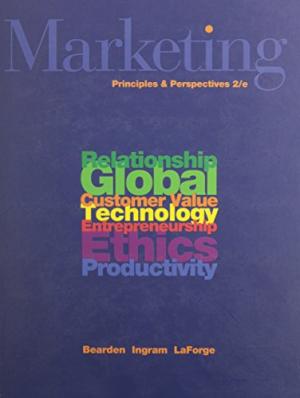 Marketing
Principles & Perspectives 2/e
Relationship
Global
Customer Value
Technology
Entrepreneurship
Ethics
Productivity
Bearden Ingram LaForge